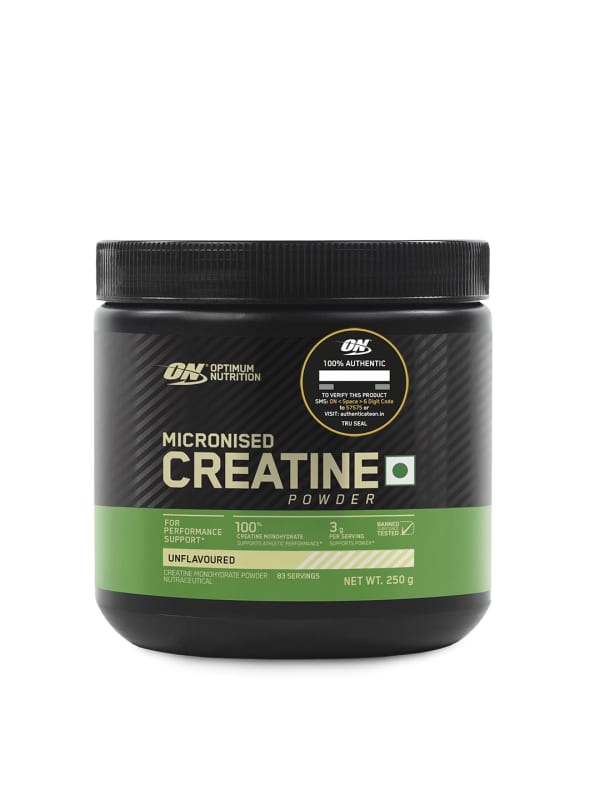 ON
100% AUTHENTIC
TO VERIFY THIS PRODUCT
SMS: ON < Space > 6 Digit Code
to 57575 or
VISIT: authenticateon.in
TRU SEAL
ON OPTIMUM
NUTRITION
MICRONISED
CREATINE
POWDER
FOR
PERFORMANCE
SUPPORT*
100%
CREATINE MONOHYDRATE
SUPPORTS ATHLETIC PERFORMANCE*
3g
PER SERVING
SUPPORTS POWER*
BANNED
SUBSTANCE
TESTED
UNFLAVOURED
CREATINE MONOHYDRATE POWDER
NUTRACEUTICAL
83 SERVINGS
NET WT. 250 g